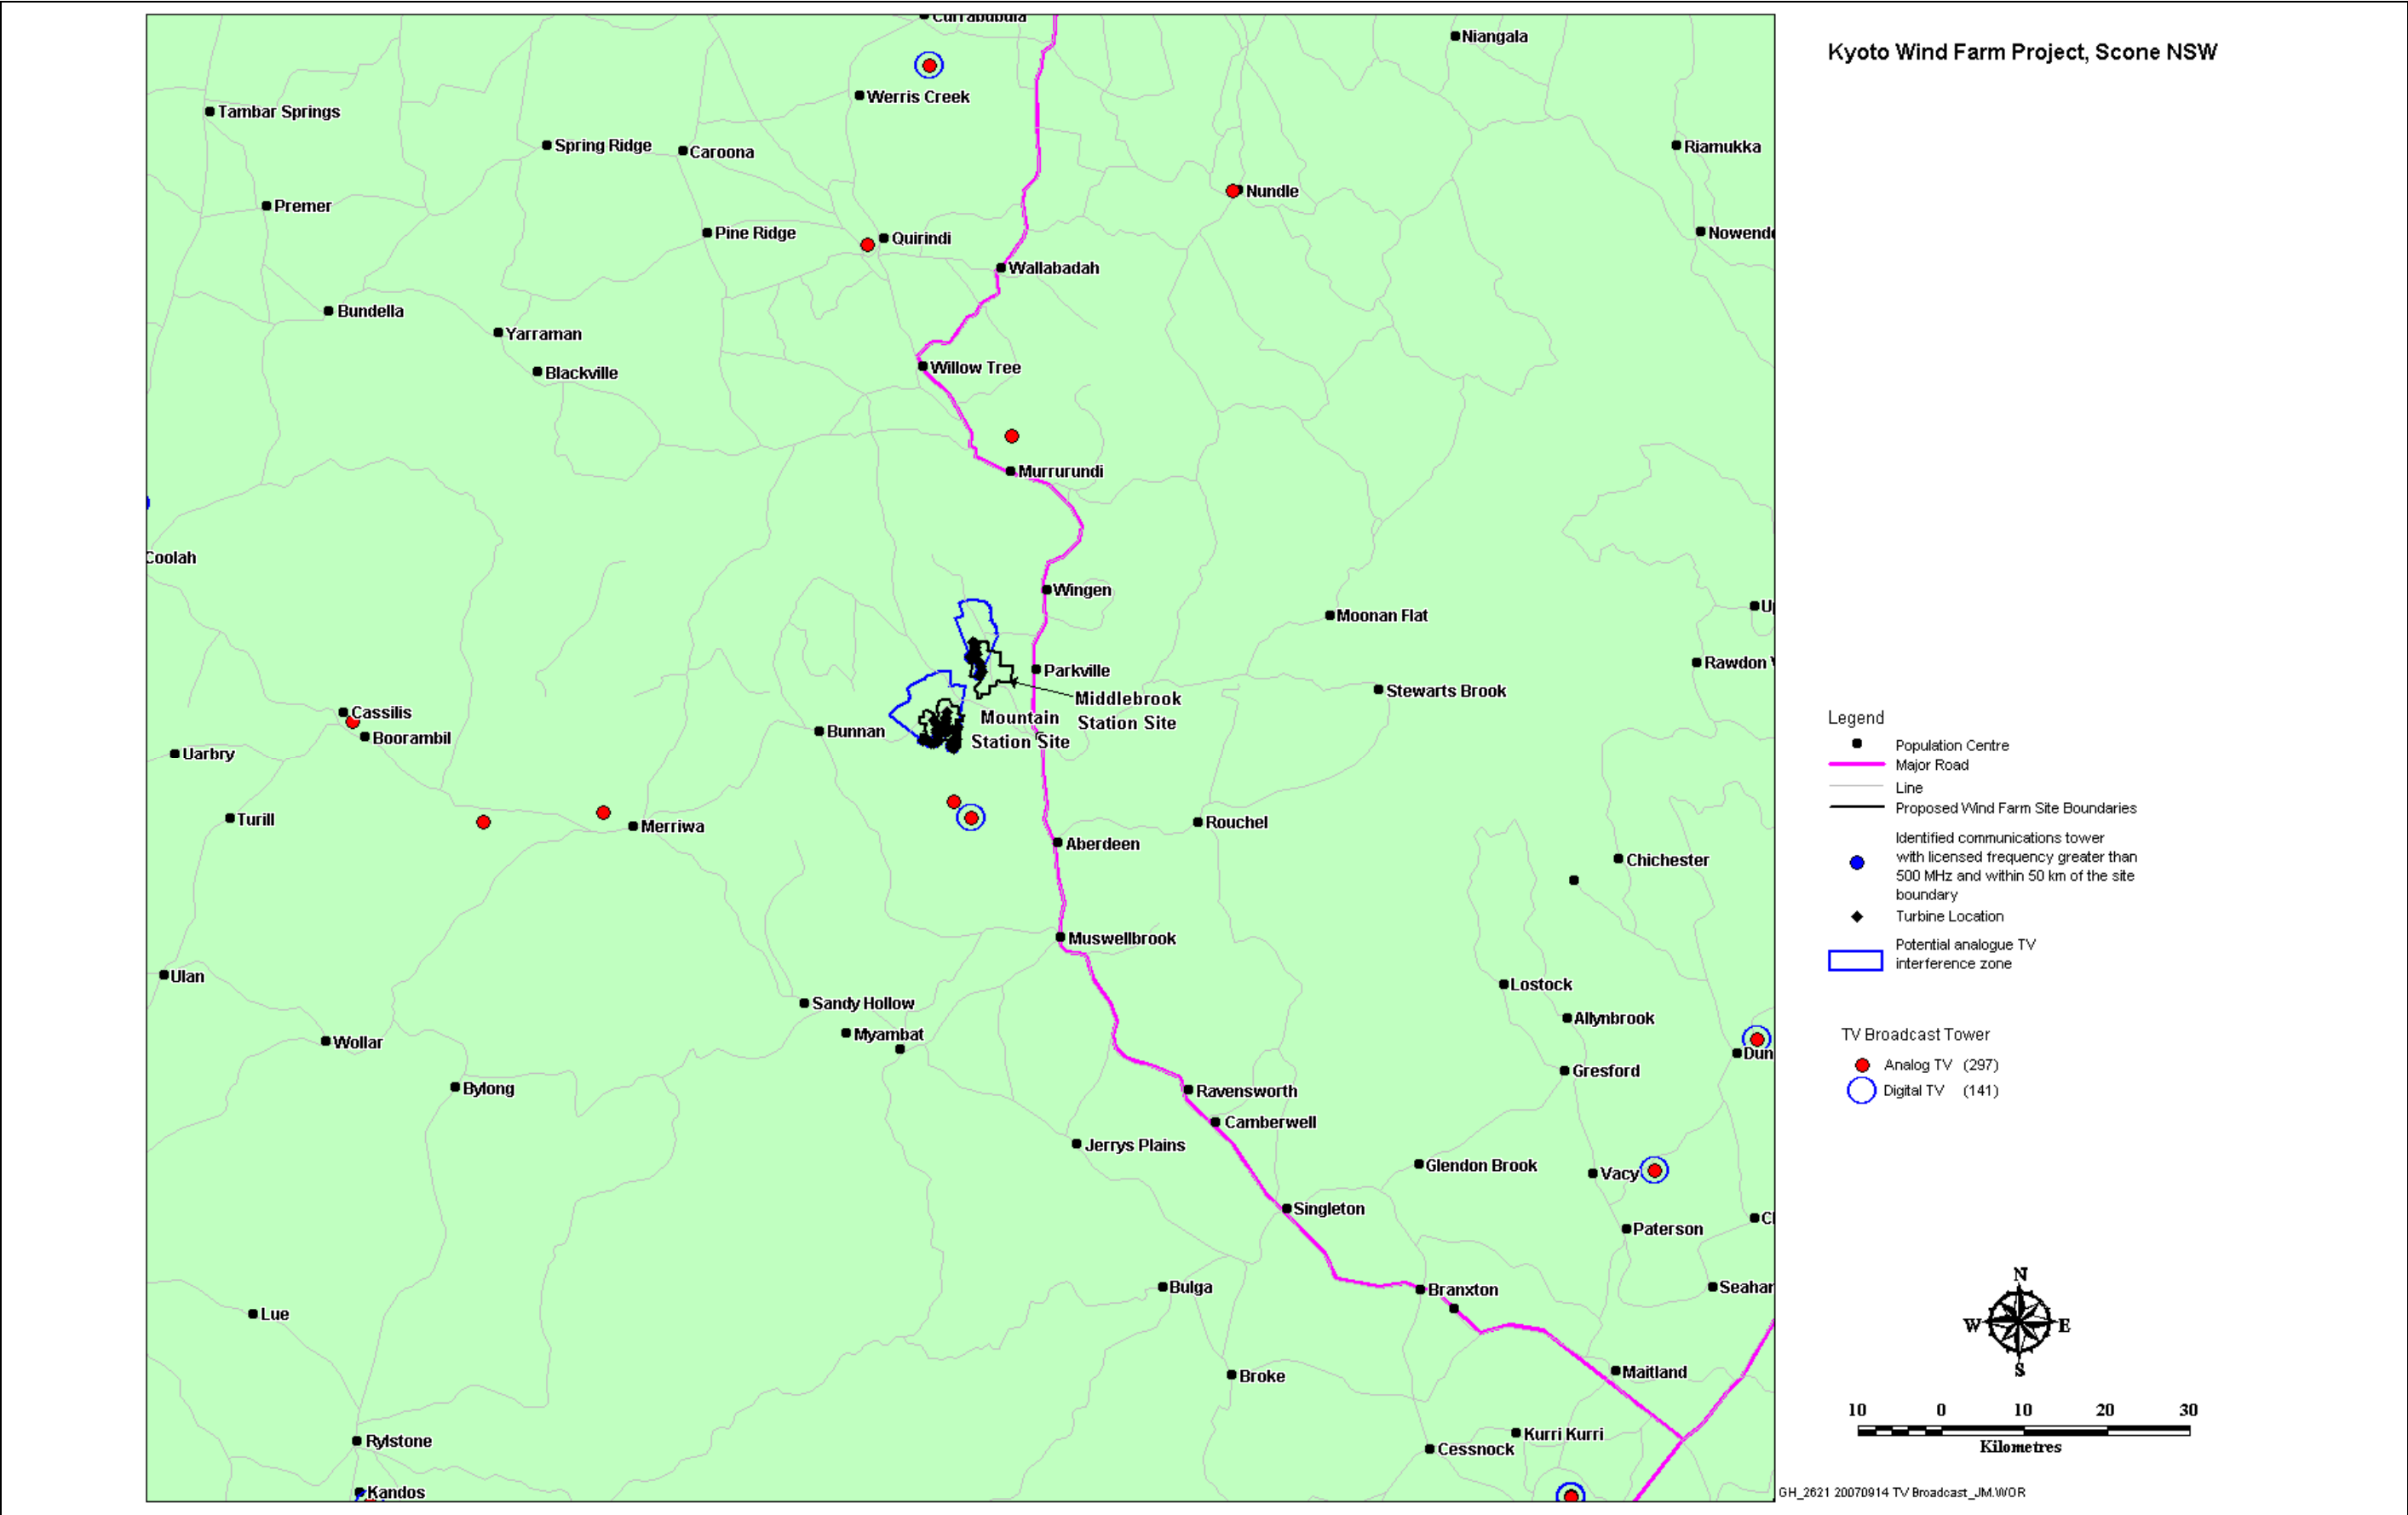 Kyoto Wind Farm Project, Scone NSW
Currabubula
Niangala
Werris Creek
Tambar Springs
Spring Ridge
Caroona
Riamukka
Nundle
Premer
Pine Ridge
Quirindi
Nowend
Wallabadah
Bundella
Yarraman
Willow Tree
Blackville
Murrurundi
Coolah
Wingen
Moonan Flat
U
Rawdon V
Parkville
Stewarts Brook
Middlebrook
Station Site
Mountain
Station Site
Cassilis
Boorambil
Bunnan
Uarbry
Turill
Merriwa
Rouchel
Aberdeen
Chichester
Muswellbrook
Ulan
Lostock
Sandy Hollow
Allynbrook
Myambat
Wollar
Dun
Gresford
Bylong
Ravensworth
Camberwell
Jerrys Plains
Glendon Brook
Vacy
Singleton
Paterson
Bulga
Branxton
Seahar
Lue
Maitland
Broke
Kurri Kurri
Rylstone
Cessnock
Kandos
Legend
Population Centre
Major Road
Line
Proposed Wind Farm Site Boundaries
Identified communications tower
with licensed frequency greater than
500 MHz and within 50 km of the site
boundary
Turbine Location
Potential analogue TV
interference zone
TV Broadcast Tower
Analog TV (297)
Digital TV (141)
N
W E
S
10 0 10 20 30
Kilometres
GH_2621 20070914 TV Broadcast_JM.WOR